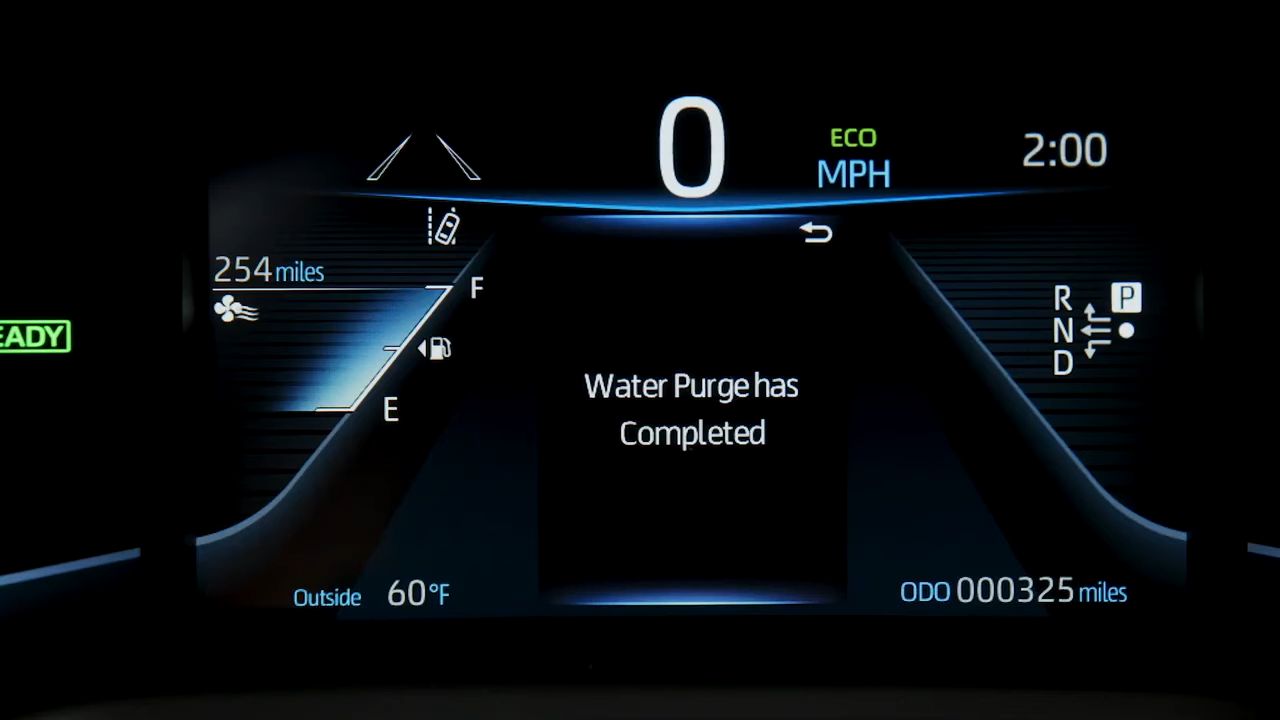 0
ECO
MPH
2:00
254 miles
F
E
EADY
Water Purge has
Completed
R
P
N
D
Outside 60°F
ODO 000325 miles